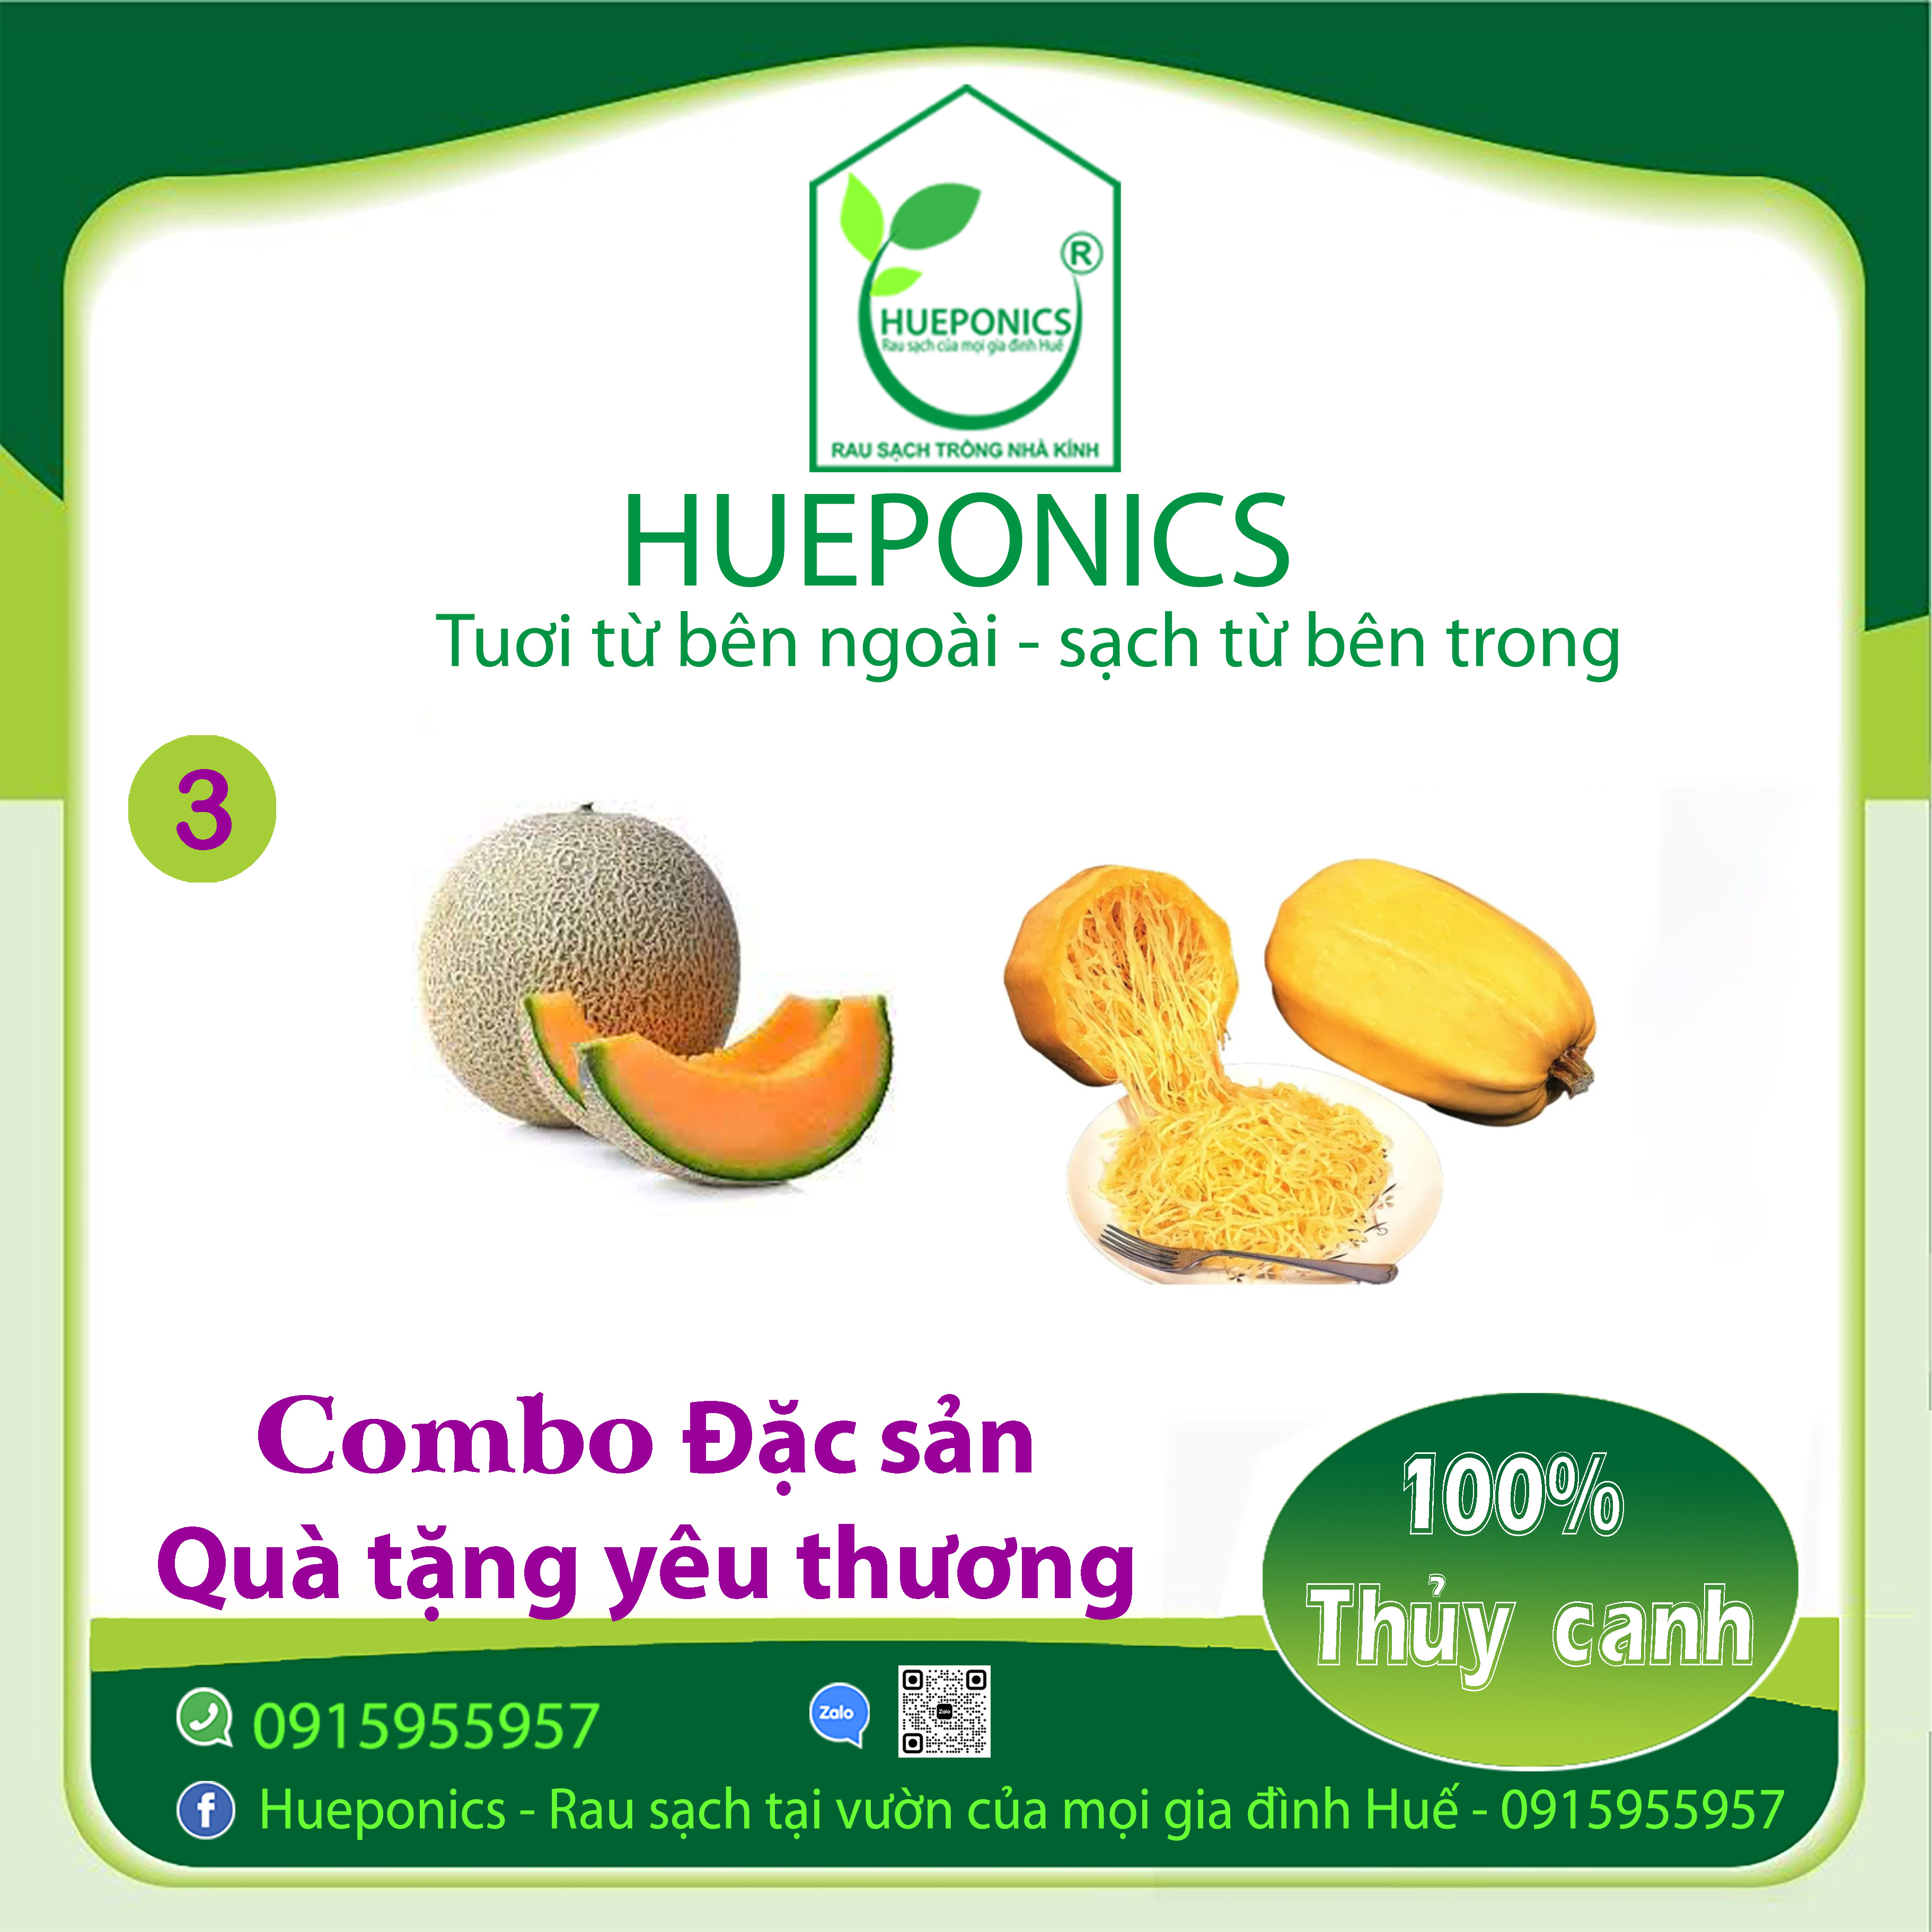 ®
HUEPONICS
Rau sạch của mọi gia đình Huế
RAU SẠCH TRỒNG NHÀ KÍNH
HUEPONICS
Tươi từ bên ngoài - sạch từ bên trong
3
Combo Đặc sản
Quà tặng yêu thương
100%
Thủy canh
0915955957
Zalo
Zalo
Hueponics - Rau sạch tại vườn của mọi gia đình Huế - 0915955957